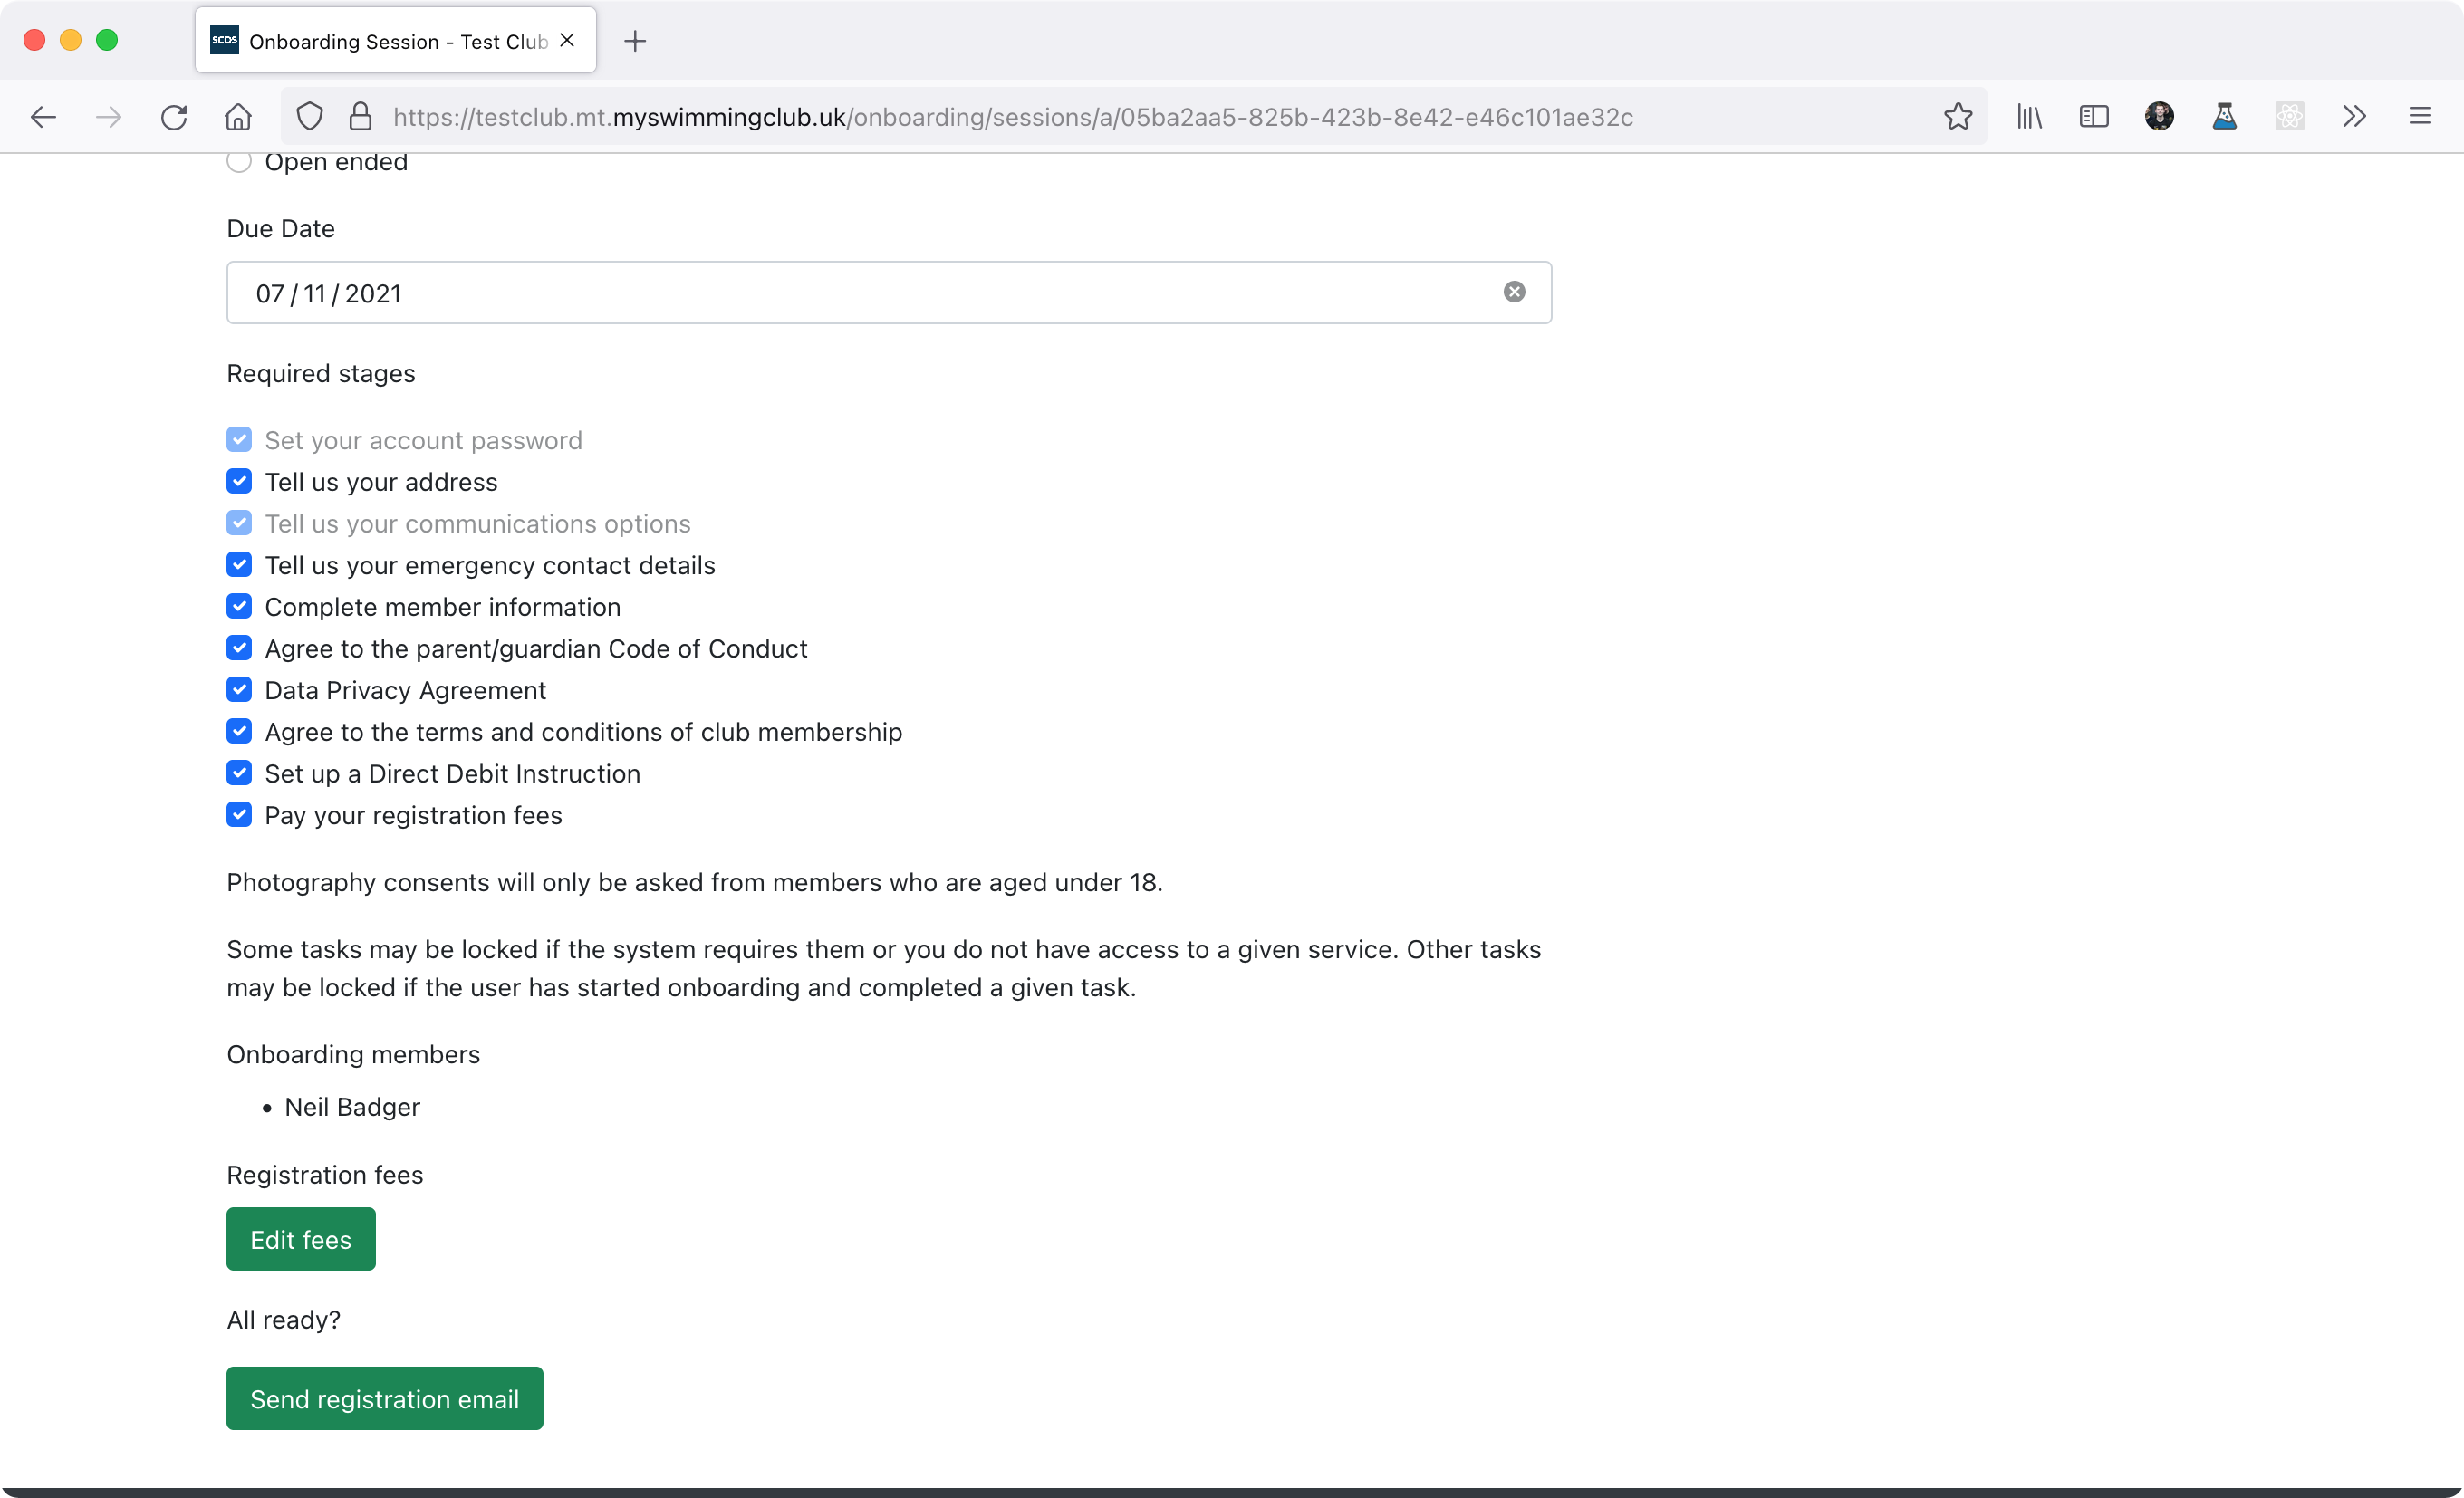 SCDS
Onboarding Session - Test Club
https://testclub.mt.myswimmingclub.uk/onboarding/sessions/a/05ba2aa5-825b-423b-8e42-e46c101ae32c
Open ended
Due Date
07 / 11 / 2021
Required stages
Set your account password
Tell us your address
Tell us your communications options
Tell us your emergency contact details
Complete member information
Agree to the parent/guardian Code of Conduct
Data Privacy Agreement
Agree to the terms and conditions of club membership
Set up a Direct Debit Instruction
Pay your registration fees
Photography consents will only be asked from members who are aged under 18.
Some tasks may be locked if the system requires them or you do not have access to a given service. Other tasks
may be locked if the user has started onboarding and completed a given task.
Onboarding members
• Neil Badger
Registration fees
Edit fees
All ready?
Send registration email